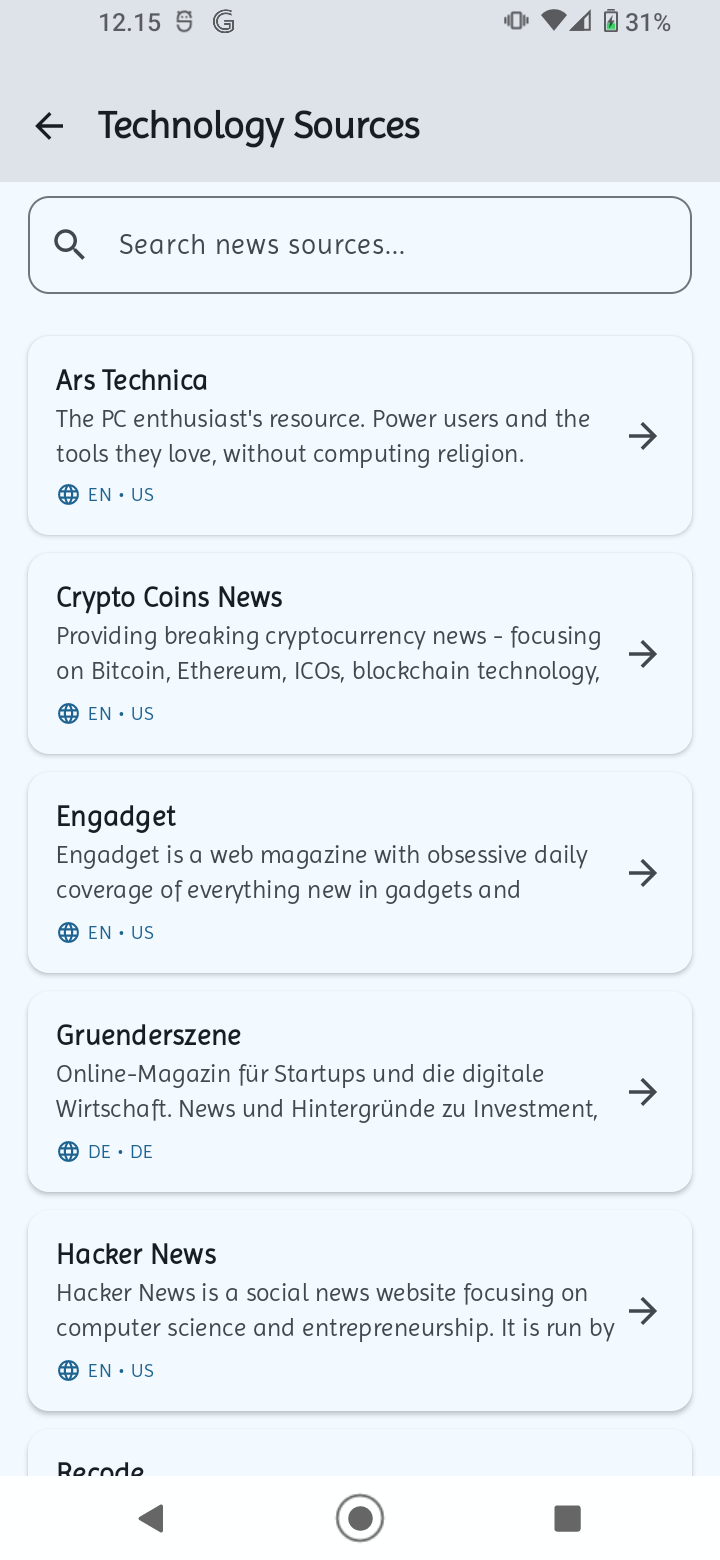 12.15
31%
Technology Sources
Search news sources...
Ars Technica
The PC enthusiast's resource. Power users and the
tools they love, without computing religion.
EN • US
Crypto Coins News
Providing breaking cryptocurrency news - focusing
on Bitcoin, Ethereum, ICOs, blockchain technology,
EN • US
Engadget
Engadget is a web magazine with obsessive daily
coverage of everything new in gadgets and
EN • US
Gruenderszene
Online-Magazin für Startups und die digitale
Wirtschaft. News und Hintergründe zu Investment,
DE • DE
Hacker News
Hacker News is a social news website focusing on
computer science and entrepreneurship. It is run by
EN • US
Recode